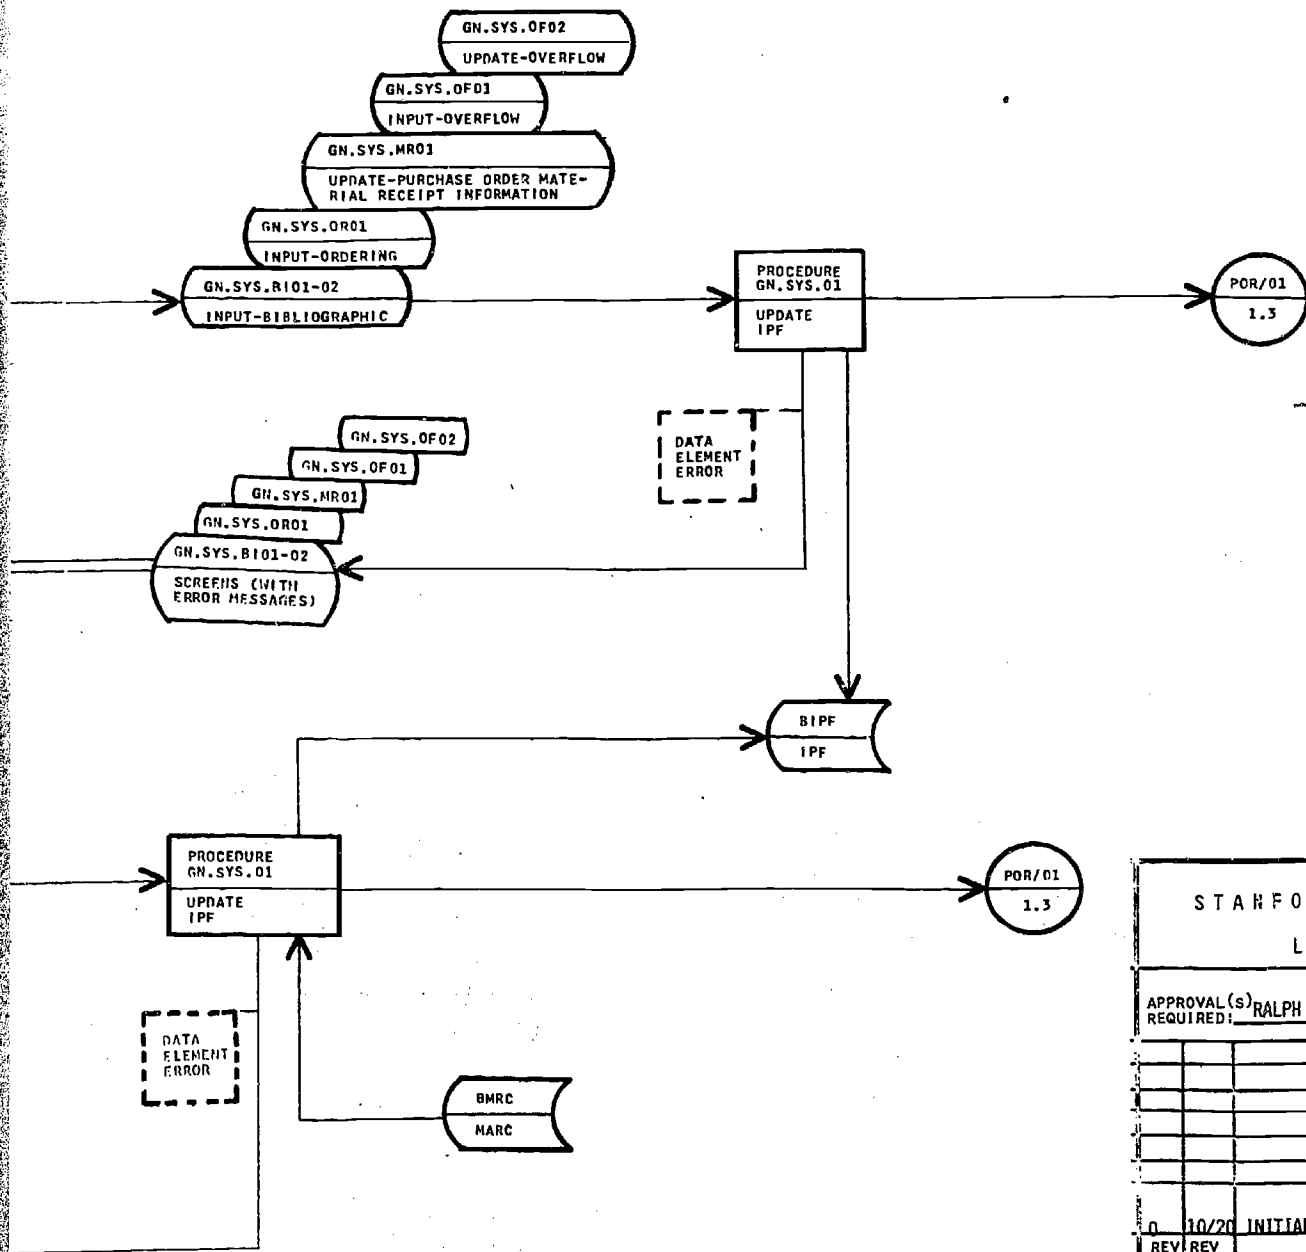 GN.SYS.OF02
UPDATE-OVERFLOW
GN.SYS.OF01
INPUT-OVERFLOW
GN.SYS.MR01
UPDATE-PURCHASE ORDER MATE-
RIAL RECEIPT INFORMATION
GN.SYS.OR01
INPUT-ORDERING
GN.SYS.BI01-02
INPUT-BIBLIOGRAPHIC
PROCEDURE
GN.SYS.01
UPDATE
IPF
POR/01
1.3
DATA
ELEMENT
ERROR
GN.SYS.OF02
GN.SYS.OF01
GN.SYS.MR01
GN.SYS.OR01
GN.SYS.BI01-02
SCREENS (WITH
ERROR MESSAGES)
BIPF
IPF
PROCEDURE
GN.SYS.01
UPDATE
IPF
POR/01
1.3
DATA
ELEMENT
ERROR
BMRC
MARC
STANFO
L
APPROVAL(S) RALPH
REQUIRED:
0 10/20 INITIAL
REV REV